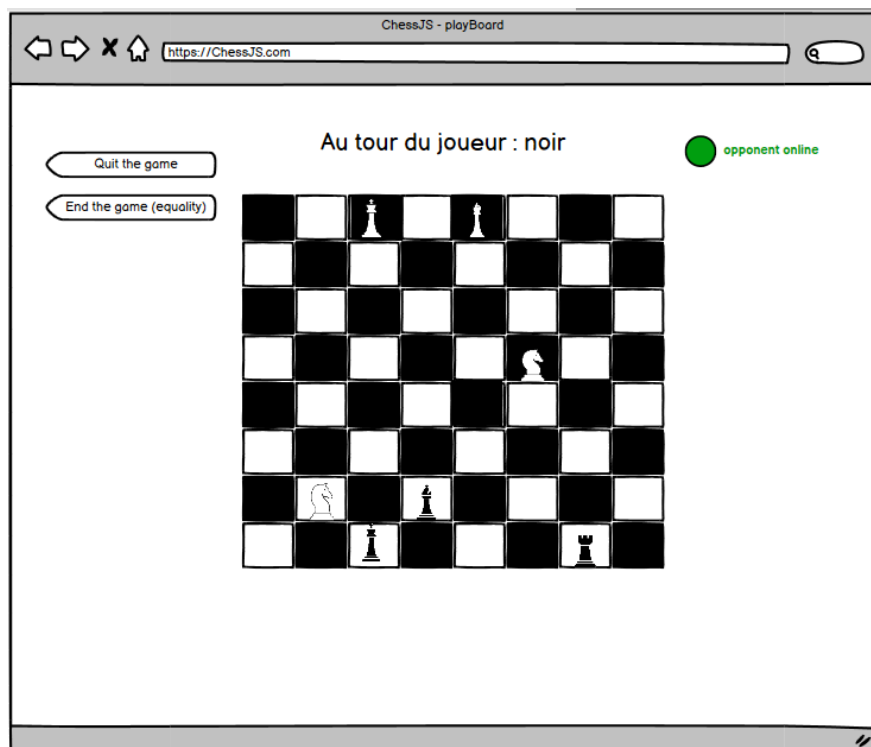 ChessJS - playBoard
https://ChessJS.com
Au tour du joueur : noir
opponent online
Quit the game
End the game (equality)